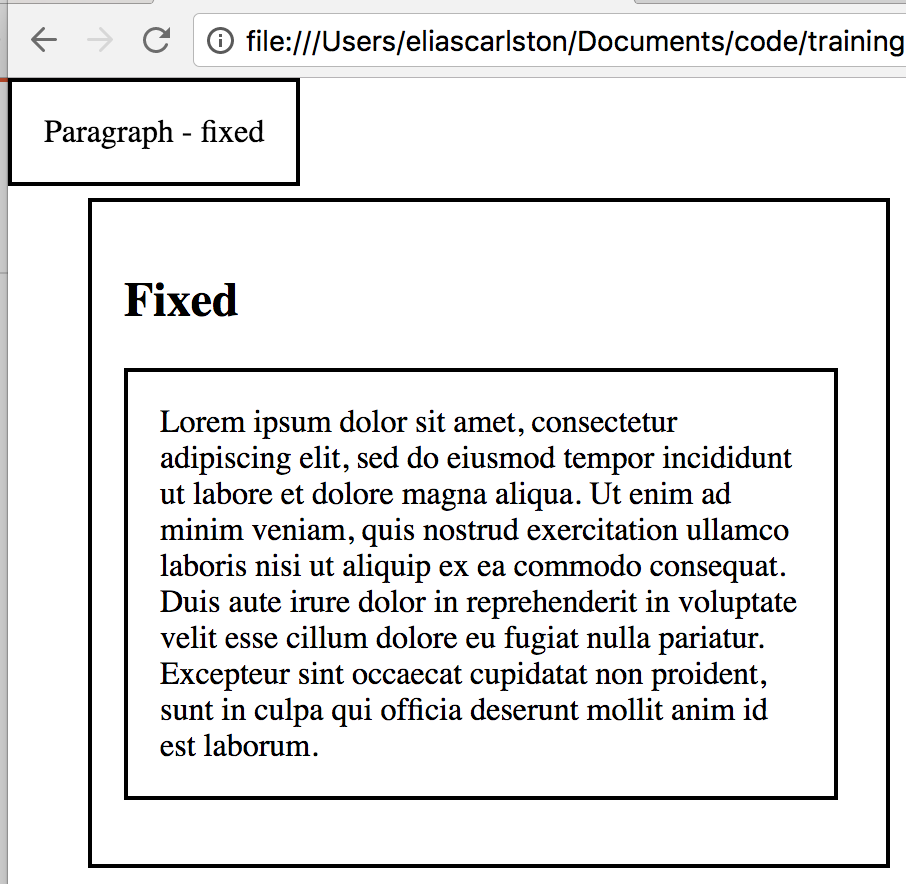 file:///Users/eliascarlston/Documents/code/training
Paragraph - fixed
Fixed
Lorem ipsum dolor sit amet, consectetur
adipiscing elit, sed do eiusmod tempor incididunt
ut labore et dolore magna aliqua. Ut enim ad
minim veniam, quis nostrud exercitation ullamco
laboris nisi ut aliquip ex ea commodo consequat.
Duis aute irure dolor in reprehenderit in voluptate
velit esse cillum dolore eu fugiat nulla pariatur.
Excepteur sint occaecat cupidatat non proident,
sunt in culpa qui officia deserunt mollit anim id
est laborum.